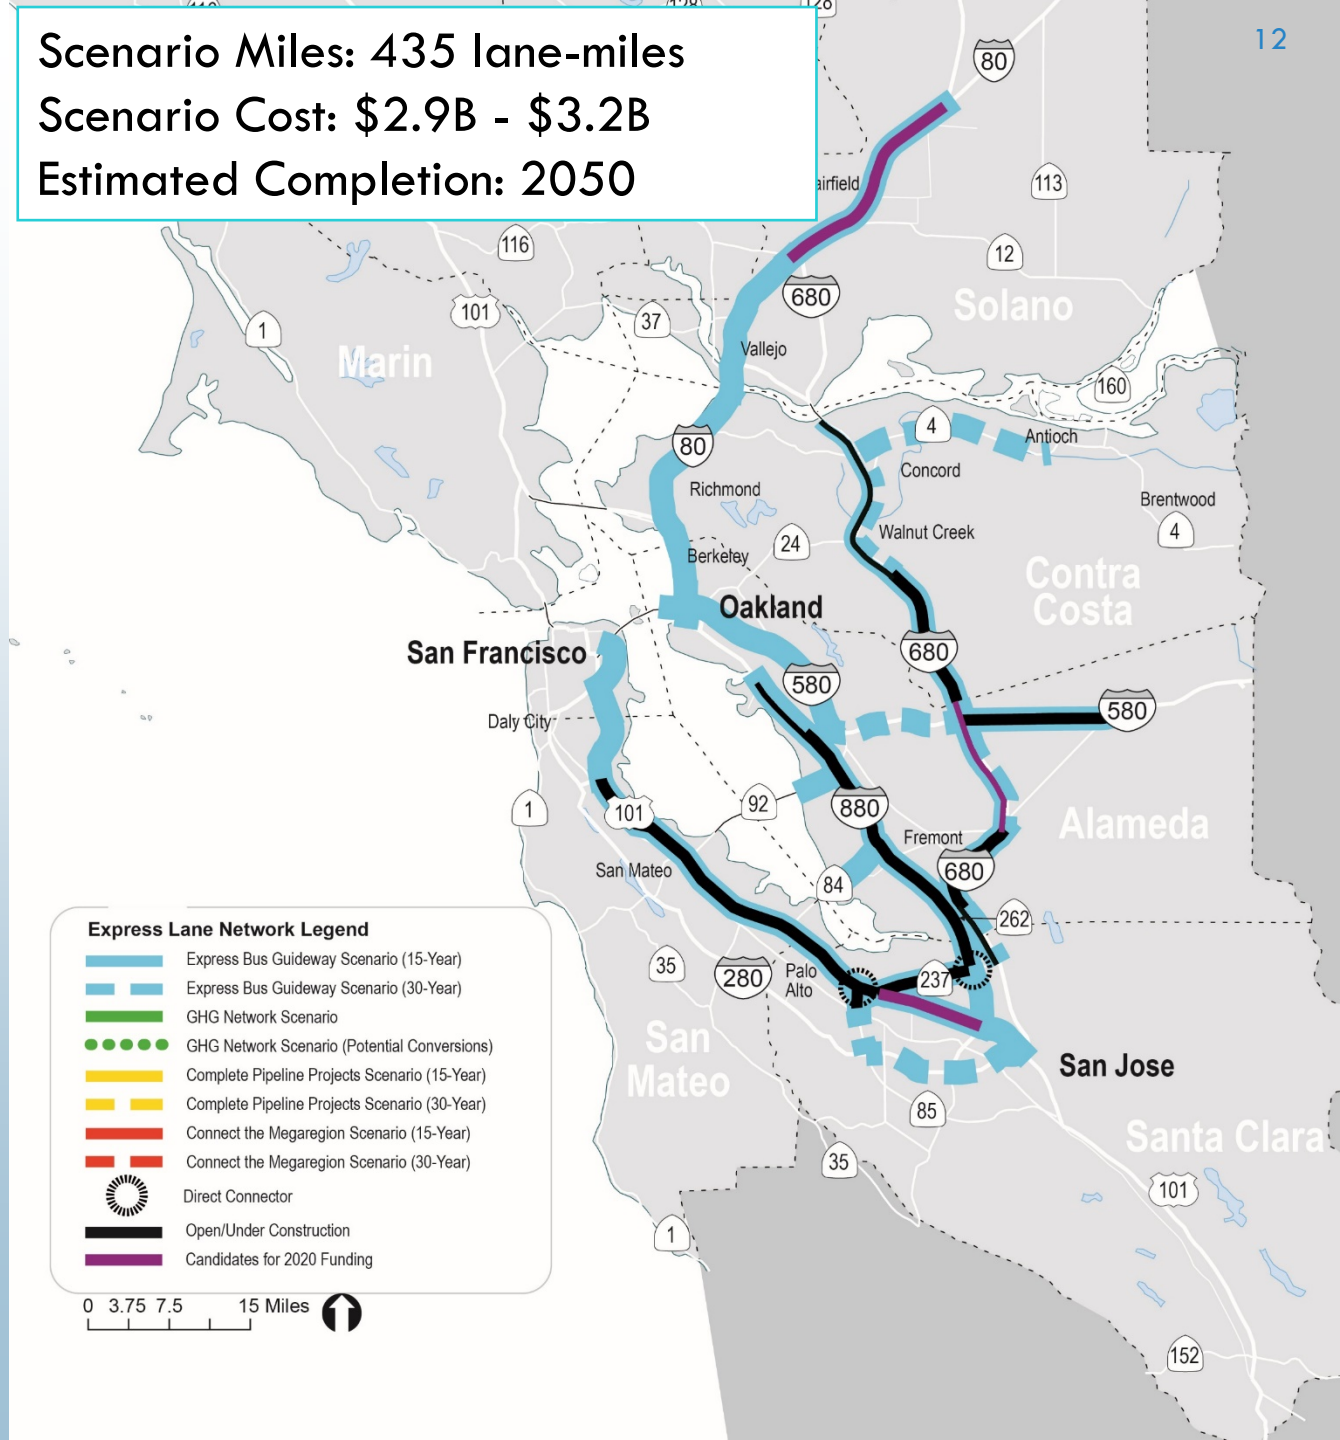 Scenario Miles: 435 lane-miles
Scenario Cost: $2.9B - $3.2B
Estimated Completion: 2050
12
128
80
113
116
12
680
Solano
101
37
1
Vallejo
Marin
160
4
Antioch
80
Concord
Richmond
Brentwood
4
24
Walnut Creek
Berkeley
Contra
Costa
Oakland
San Francisco
680
580
580
Daly City
92
880
1
101
Alameda
Fremont
San Mateo
680
84
262
35
280
Palo
Alto
237
San
Mateo
San Jose
85
Santa Clara
35
101
1
152
Express Lane Network Legend
Express Bus Guideway Scenario (15-Year)
Express Bus Guideway Scenario (30-Year)
GHG Network Scenario
GHG Network Scenario (Potential Conversions)
Complete Pipeline Projects Scenario (15-Year)
Complete Pipeline Projects Scenario (30-Year)
Connect the Megaregion Scenario (15-Year)
Connect the Megaregion Scenario (30-Year)
Direct Connector
Open/Under Construction
Candidates for 2020 Funding
0 3.75 7.5 15 Miles